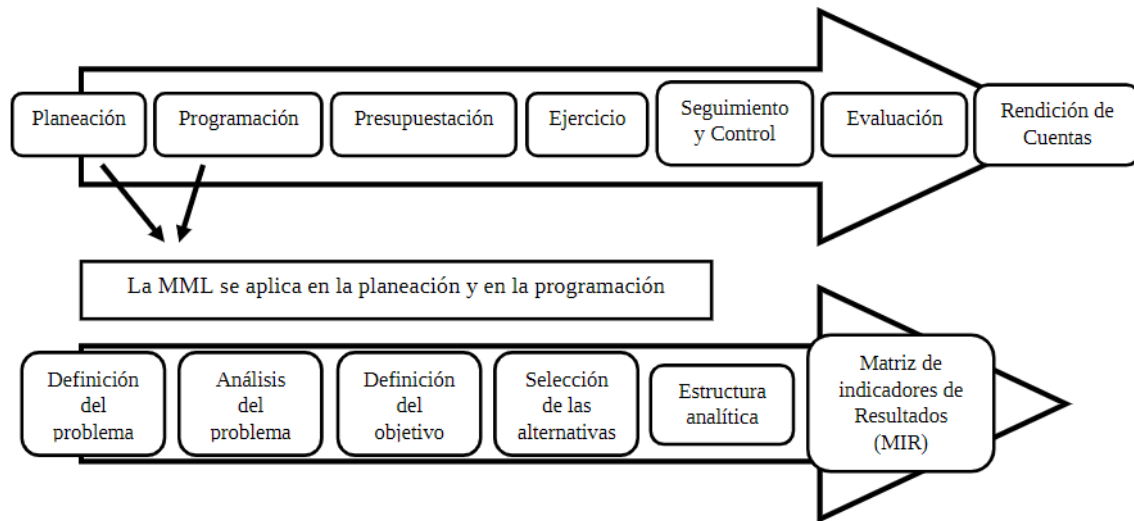 Planeación
Programación
Presupuestación
Ejercicio
Seguimiento
y Control
Evaluación
Rendición de
Cuentas
La MML se aplica en la planeación y en la programación
Definición
del
problema
Análisis
del
problema
Definición
del
objetivo
Selección
de las
alternativas
Estructura
analítica
Matriz de
indicadores de
Resultados
(MIR)